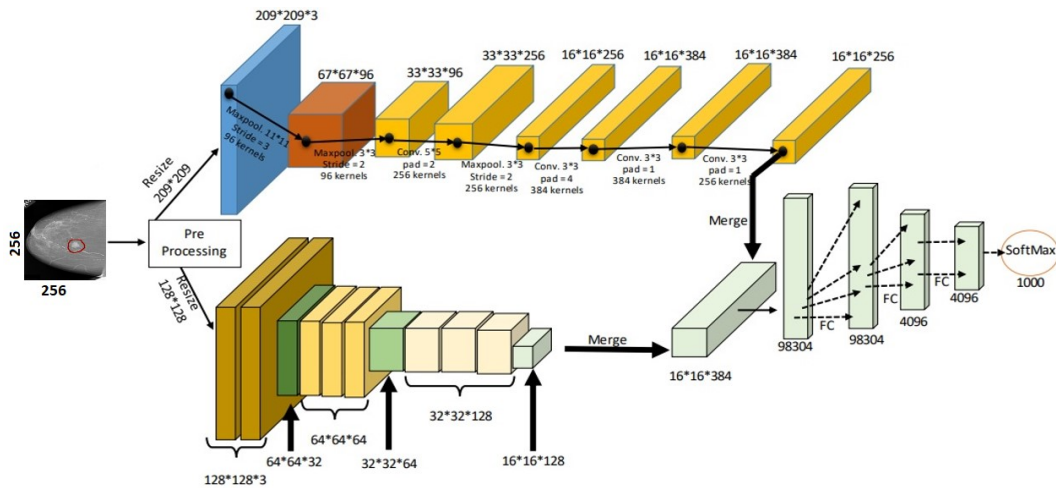 209*209*3
67*67*96
33*33*96
33*33*256
16*16*256
16*16*384
16*16*384
16*16*256
Maxpool. 11*11
Stride = 3
96 kernels
Maxpool. 3*3
Stride = 2
96 kernels
Conv. 5*5
pad = 2
256 kernels
Maxpool. 3*3
Stride = 2
256 kernels
Conv. 3*3
pad = 4
384 kernels
Conv. 3*3
pad = 1
384 kernels
Conv. 3*3
pad = 1
256 kernels
Resize
209*209
256
256
Pre
Processing
Resize
128*128
Merge
Merge
16*16*384
98304
FC
98304
FC
4096
FC
4096
SoftMax
1000
128*128*3
64*64*32
64*64*64
32*32*64
32*32*128
16*16*128